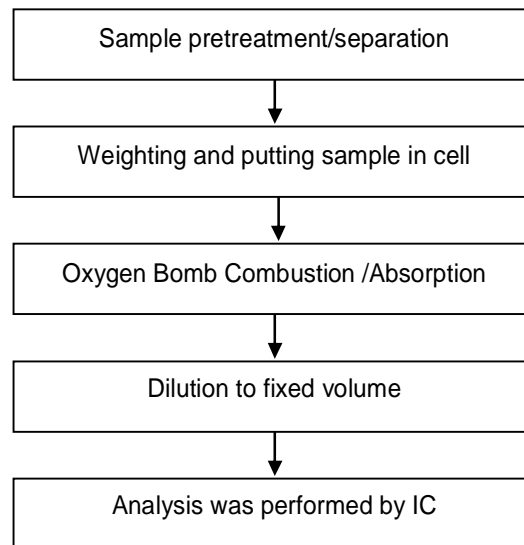 Sample pretreatment/separation
Weighting and putting sample in cell
Oxygen Bomb Combustion /Absorption
Dilution to fixed volume
Analysis was performed by IC